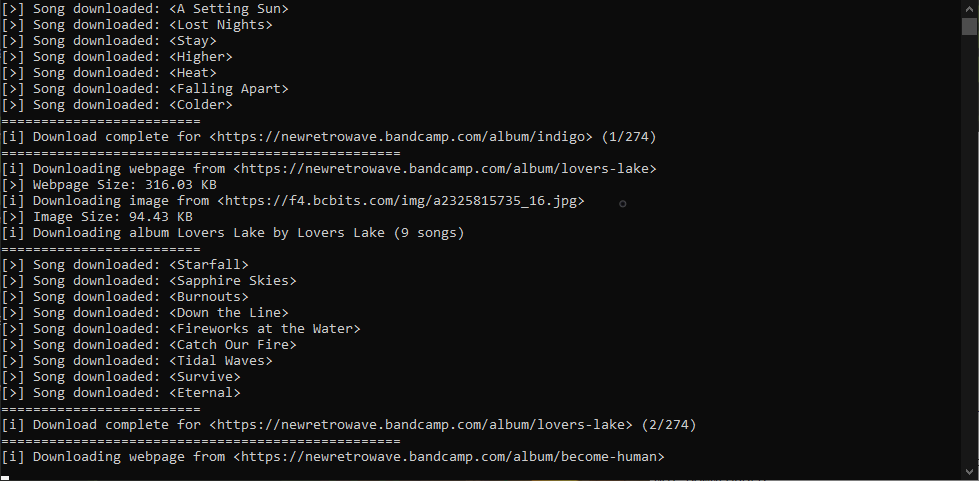 [>] Song downloaded: <A Setting Sun>
[>] Song downloaded: <Lost Nights>
[>] Song downloaded: <Stay>
[>] Song downloaded: <Higher>
[>] Song downloaded: <Heat>
[>] Song downloaded: <Falling Apart>
[>] Song downloaded: <Colder>
=========================
[i] Download complete for <https://newretrowave.bandcamp.com/album/indigo> (1/274)
==================================================
[i] Downloading webpage from <https://newretrowave.bandcamp.com/album/lovers-lake>
[>] Webpage Size: 316.03 KB
[i] Downloading image from <https://f4.bcbits.com/img/a2325815735_16.jpg>
[>] Image Size: 94.43 KB
[i] Downloading album Lovers Lake by Lovers Lake (9 songs)
=========================
[>] Song downloaded: <Starfall>
[>] Song downloaded: <Sapphire Skies>
[>] Song downloaded: <Burnouts>
[>] Song downloaded: <Down the Line>
[>] Song downloaded: <Fireworks at the Water>
[>] Song downloaded: <Catch Our Fire>
[>] Song downloaded: <Tidal Waves>
[>] Song downloaded: <Survive>
[>] Song downloaded: <Eternal>
=========================
[i] Download complete for <https://newretrowave.bandcamp.com/album/lovers-lake> (2/274)
==================================================
[i] Downloading webpage from <https://newretrowave.bandcamp.com/album/become-human>